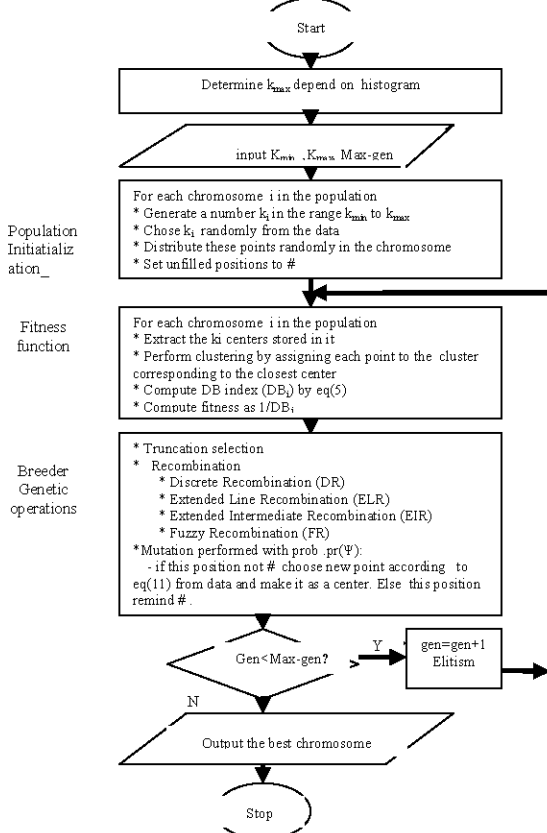 Start
Determine kmax depend on histogram
input Kmin ,Kmax, Max-gen
Population
Initiatializ
ation_
For each chromosome i in the population
* Generate a number ki in the range kmin to kmax
* Chose ki randomly from the data
* Distribute these points randomly in the chromosome
* Set unfilled positions to #
Fitness
function
For each chromosome i in the population
* Extract the ki centers stored in it
* Perform clustering by assigning each point to the cluster
corresponding to the closest center
* Compute DB index (DBi) by eq(5)
* Compute fitness as 1/DBi
Breeder
Genetic
operations
* Truncation selection
* Recombination
* Discrete Recombination (DR)
* Extended Line Recombination (ELR)
* Extended Intermediate Recombination (EIR)
* Fuzzy Recombination (FR)
*Mutation performed with prob .pr(Ψ):
- if this position not # choose new point according to
eq(11) from data and make it as a center. Else this position
remind # .
Gen<Max-gen?
Y
gen=gen+1
Elitism
N
Output the best chromosome
Stop